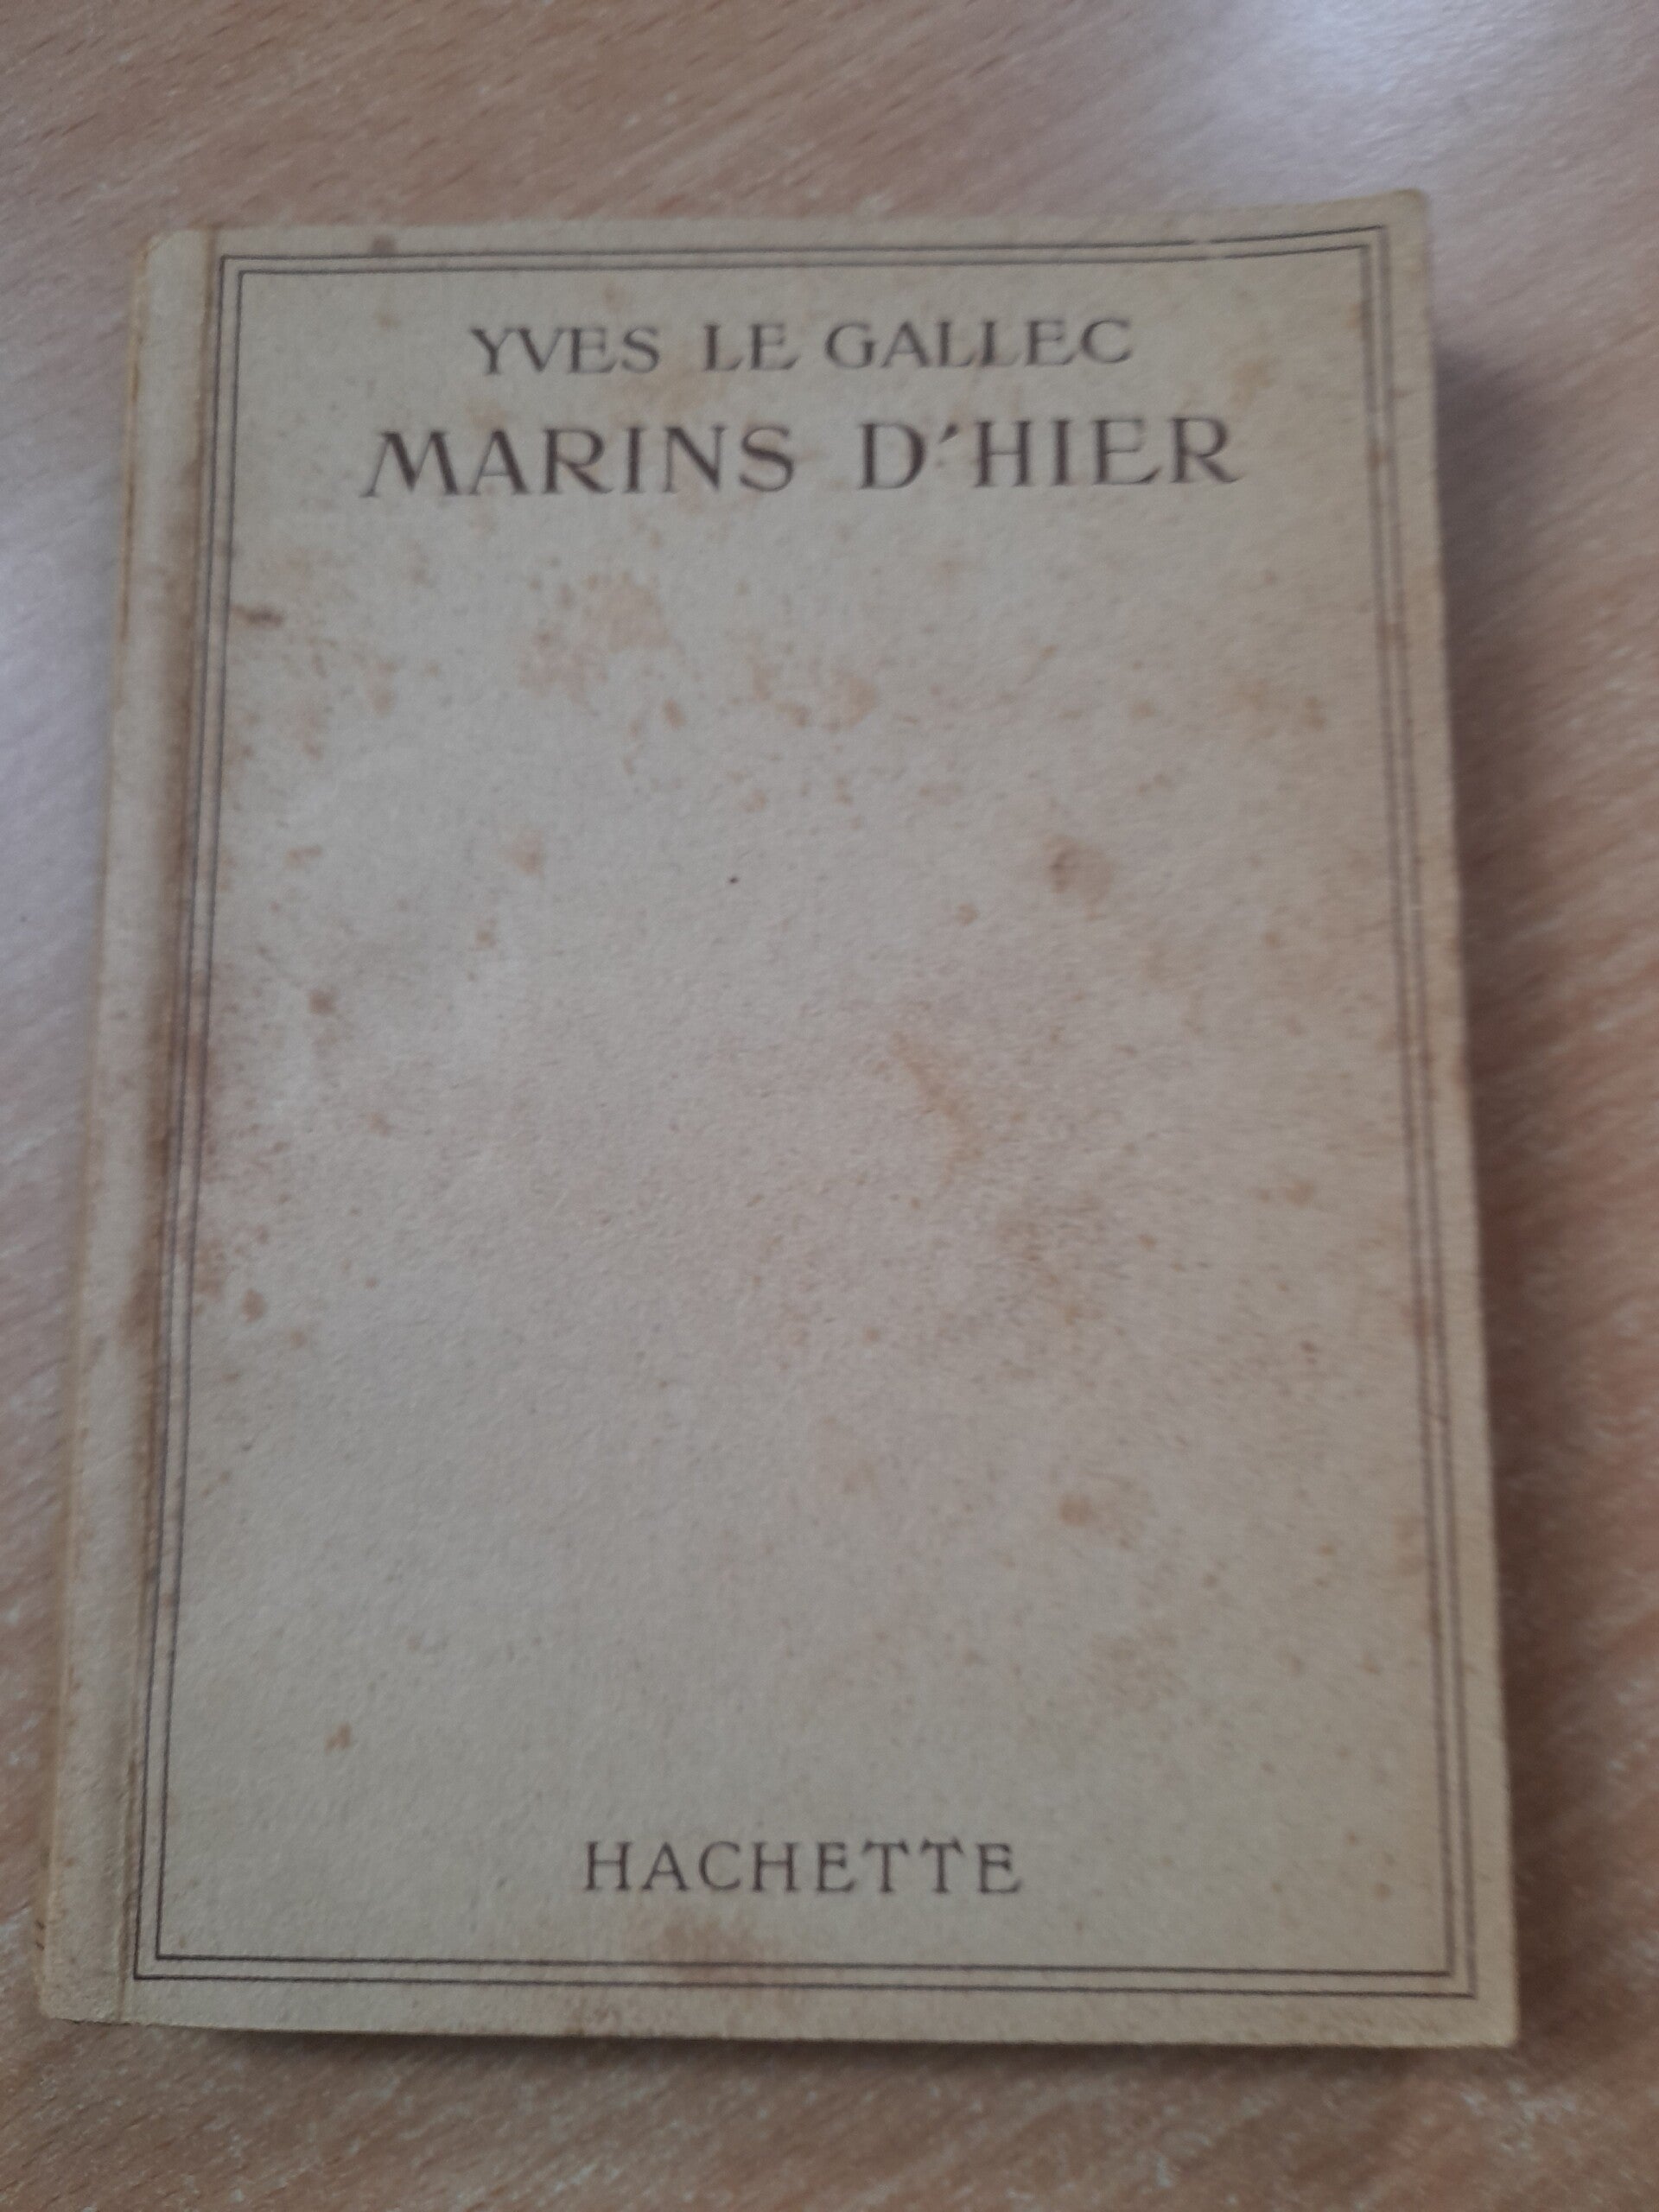 YVES LE GALLEC
MARINS D'HIER
HACHETTE